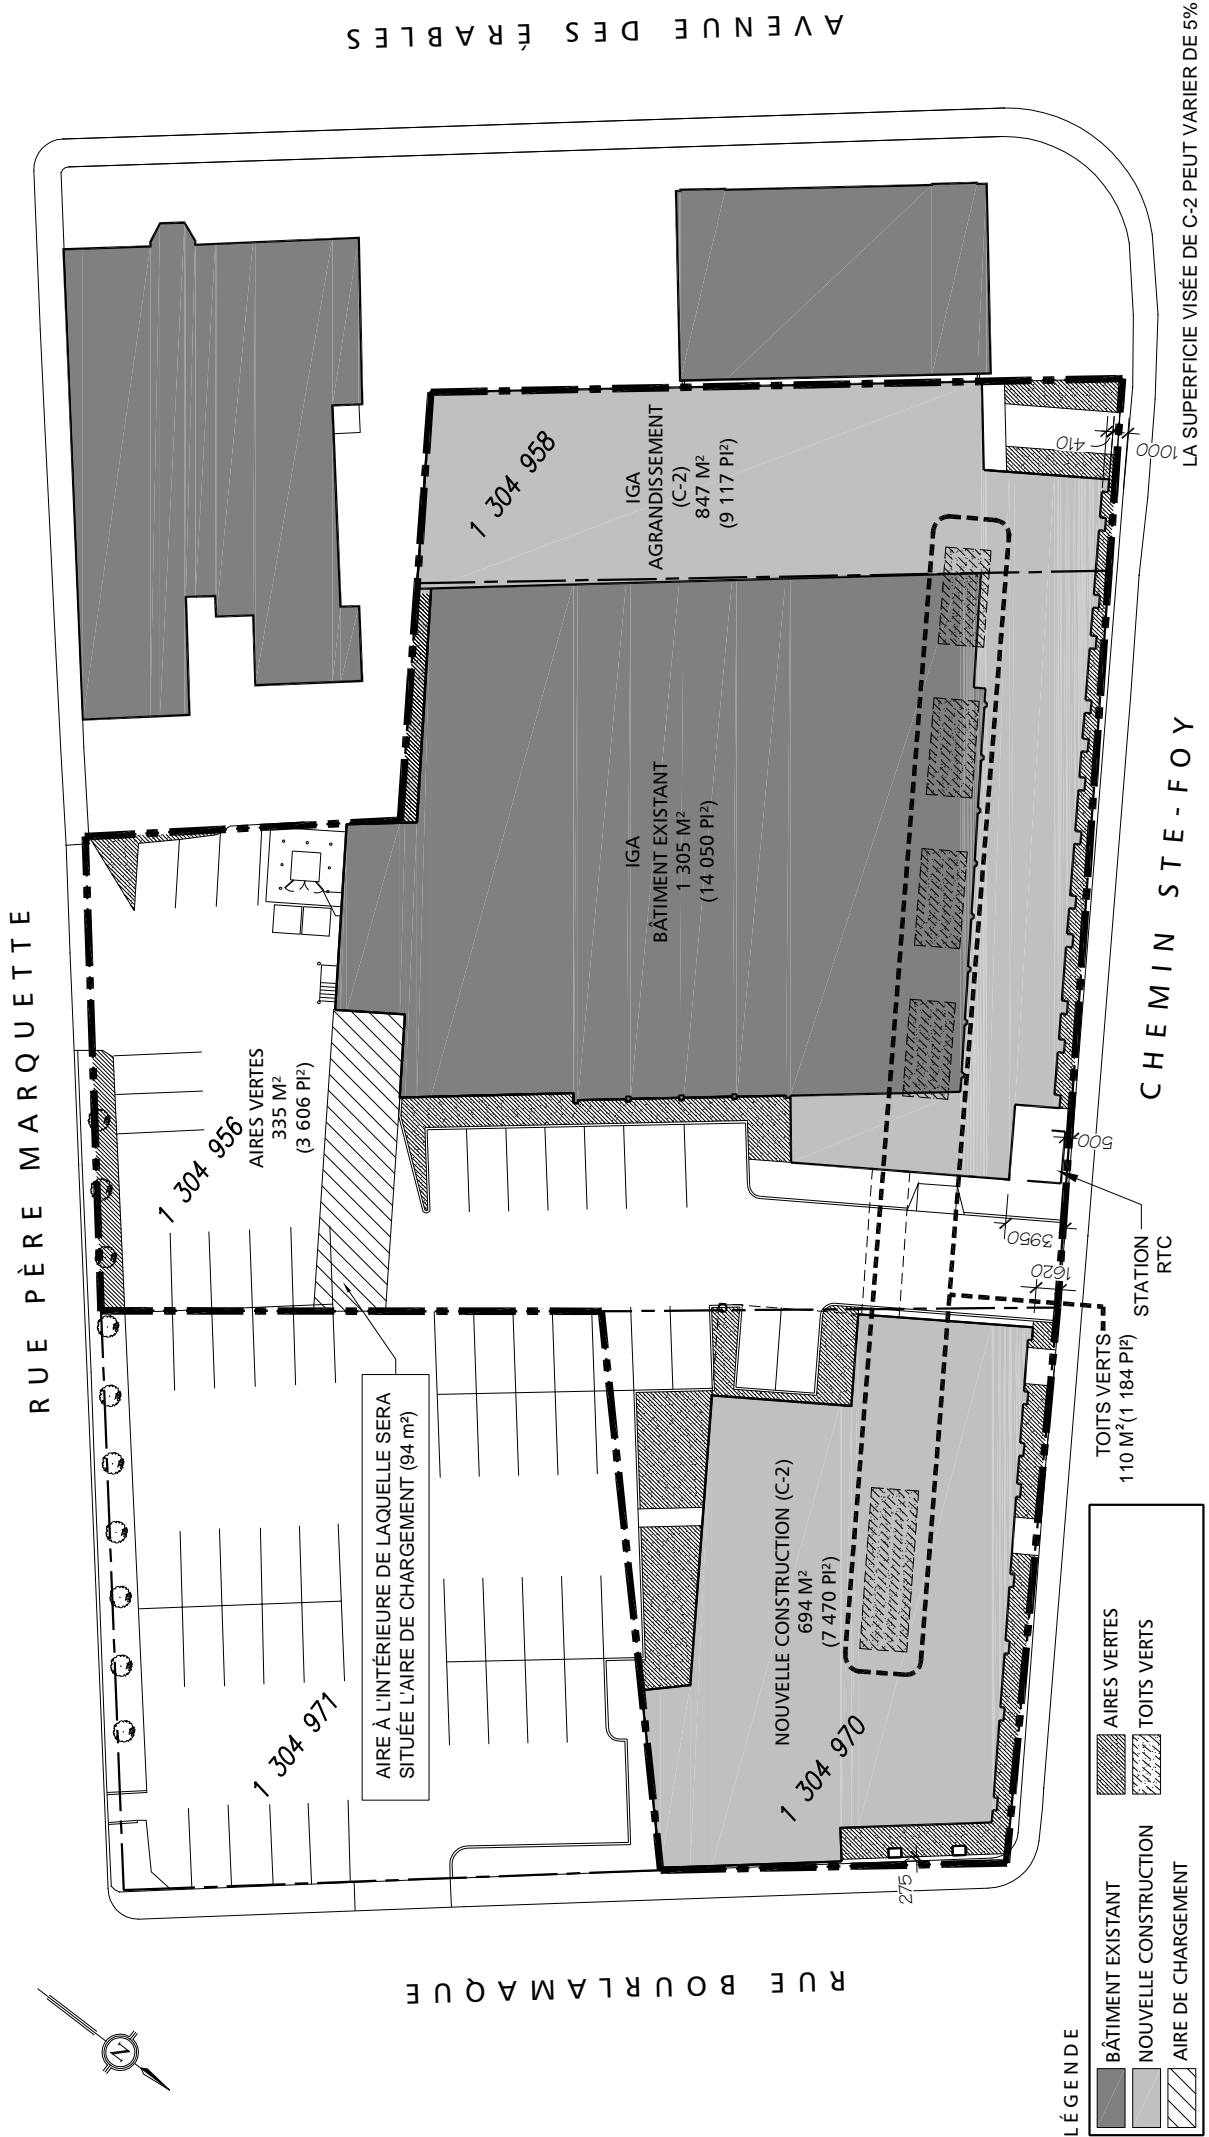 AVENUE DES ÉRABLES
RUE PÈRE MARQUETTE
CHEMIN STE-FOY
RUE BOURLAMAQUE
1 304 958
IGA
AGRANDISSEMENT
(C-2)
847 M²
(9 117 PI²)
IGA
BÂTIMENT EXISTANT
1 305 M²
(14 050 PI²)
AIRES VERTES
335 M²
(3 606 PI²)
1 304 956
AIRE À L'INTÉRIEURE DE LAQUELLE SERA
SITUÉE L'AIRE DE CHARGEMENT (94 m²)
1 304 971
NOUVELLE CONSTRUCTION (C-2)
694 M²
(7 470 PI²)
1 304 970
410
1000
500
3950
1620
275
STATION
RTC
TOITS VERTS
110 M² (1 184 PI²)
LA SUPERFICIE VISÉE DE C-2 PEUT VARIER DE 5%
N
LÉGENDE
BÂTIMENT EXISTANT
NOUVELLE CONSTRUCTION
AIRE DE CHARGEMENT
AIRES VERTES
TOITS VERTS